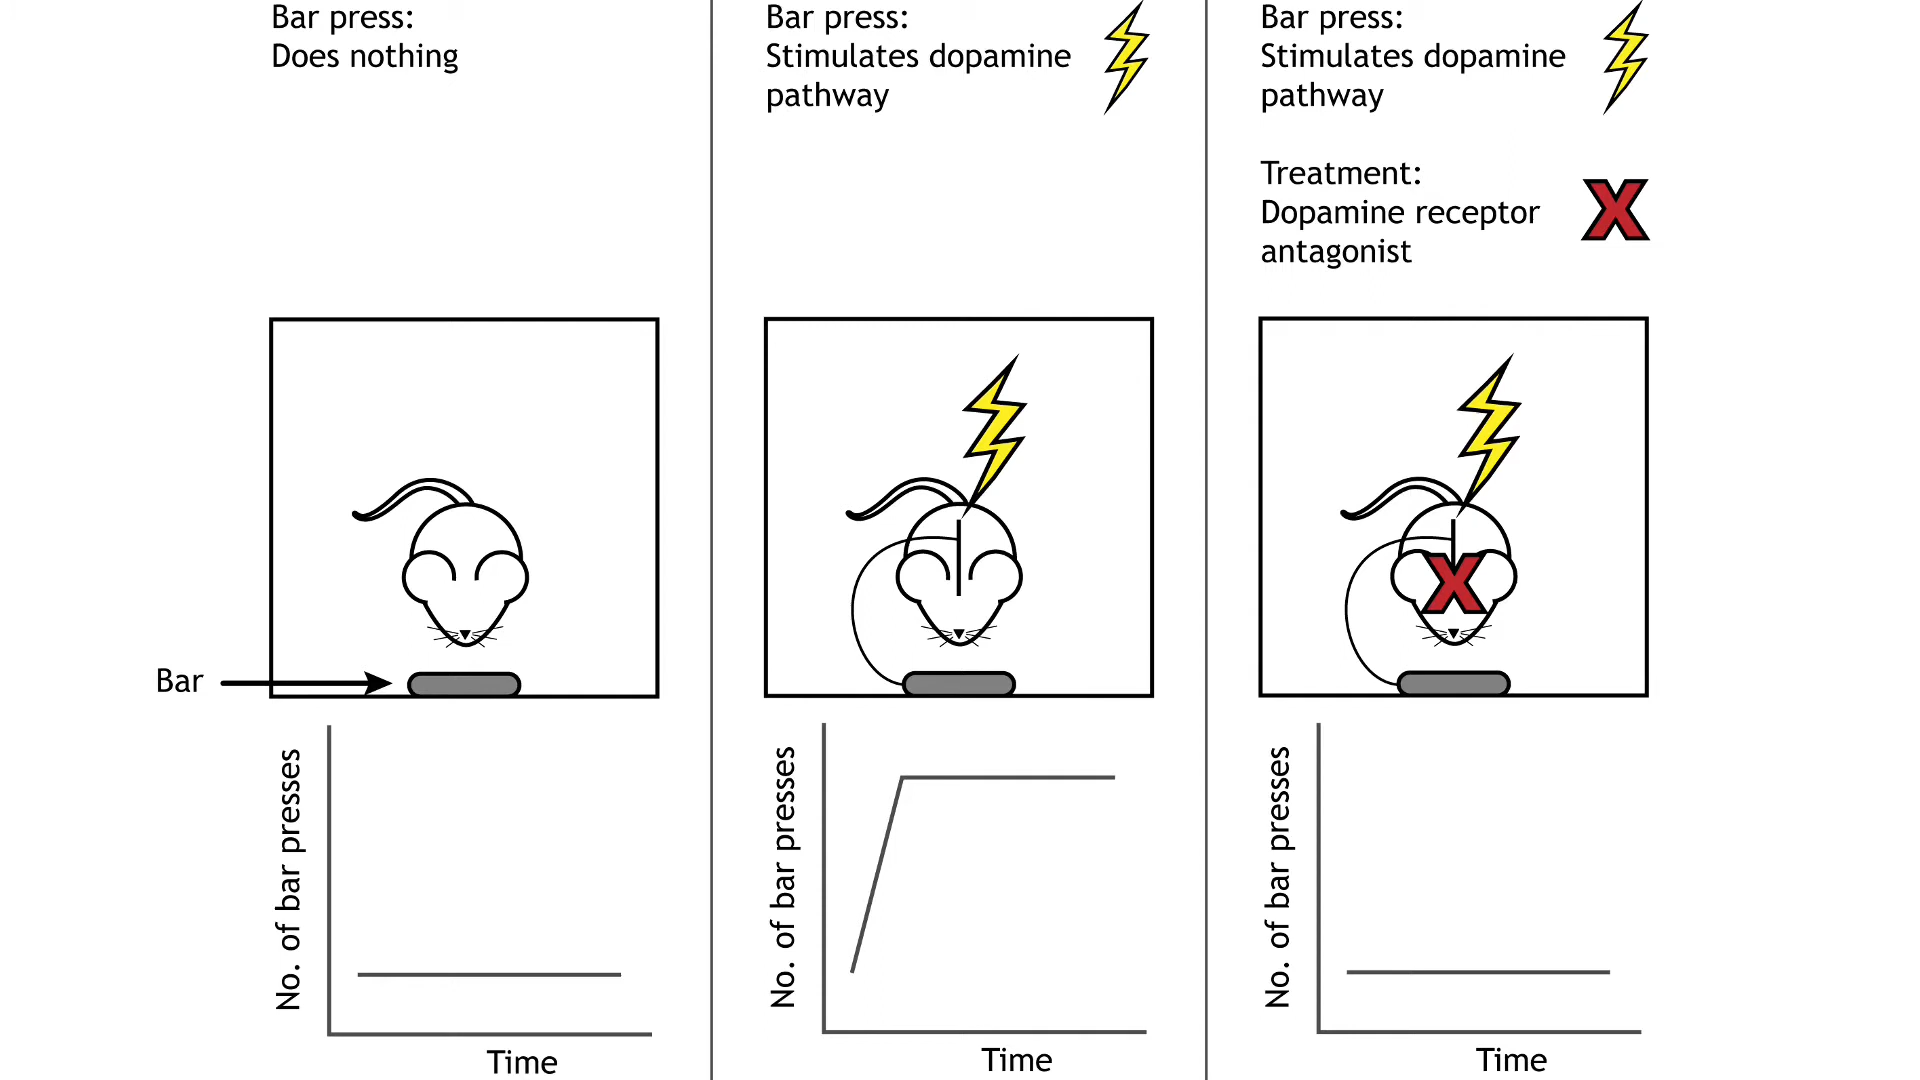 Bar press:
Does nothing
Bar press:
Stimulates dopamine
pathway
Bar press:
Stimulates dopamine
pathway
Treatment:
Dopamine receptor
antagonist
Bar
No. of bar presses
Time
No. of bar presses
Time
No. of bar presses
Time